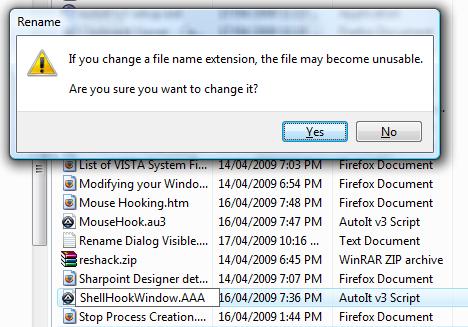 Rename
If you change a file name extension, the file may become unusable.
Are you sure you want to change it?
Yes No
List of VISTA System Fi... 14/04/2009 7:03 PM Firefox Document
Modifying your Windo... 14/04/2009 6:54 PM Firefox Document
Mouse Hooking.htm 16/04/2009 7:48 PM Firefox Document
MouseHook.au3 16/04/2009 7:47 PM AutoIt v3 Script
Rename Dialog Visible.... 17/04/2009 10:16 ... Text Document
reshack.zip 16/04/2009 6:45 PM WinRAR ZIP archive
Sharpoint Designer det... 14/04/2009 7:07 PM Firefox Document
ShellHookWindow.AAA 16/04/2009 7:36 PM AutoIt v3 Script
Stop Process Creation.... 16/04/2009 1:44 PM Firefox Document